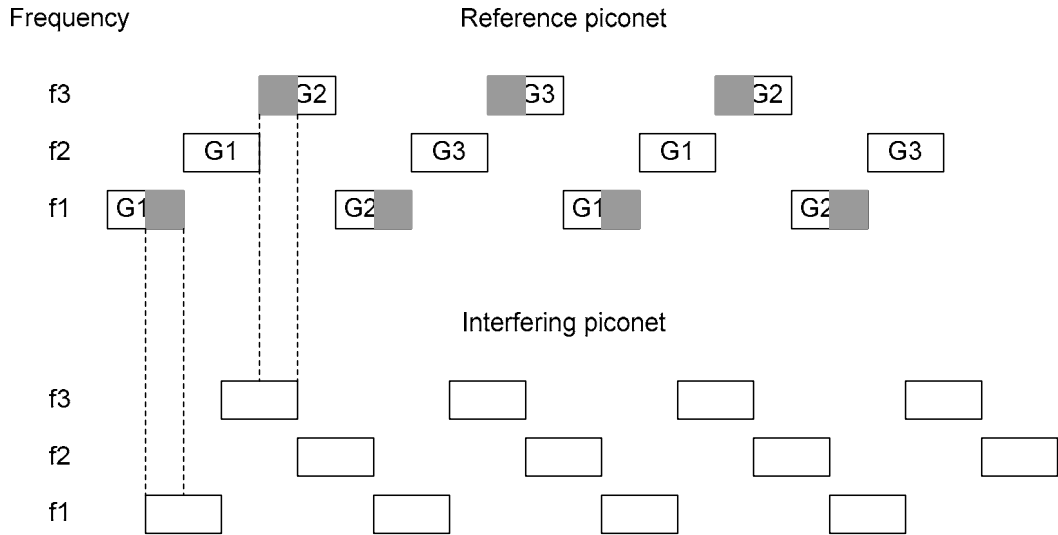 Frequency Reference piconet
f3 G2 G3 G2
f2 G1 G3 G1 G3
f1 G1 G2 G1 G2
Interfering piconet
f3
f2
f1